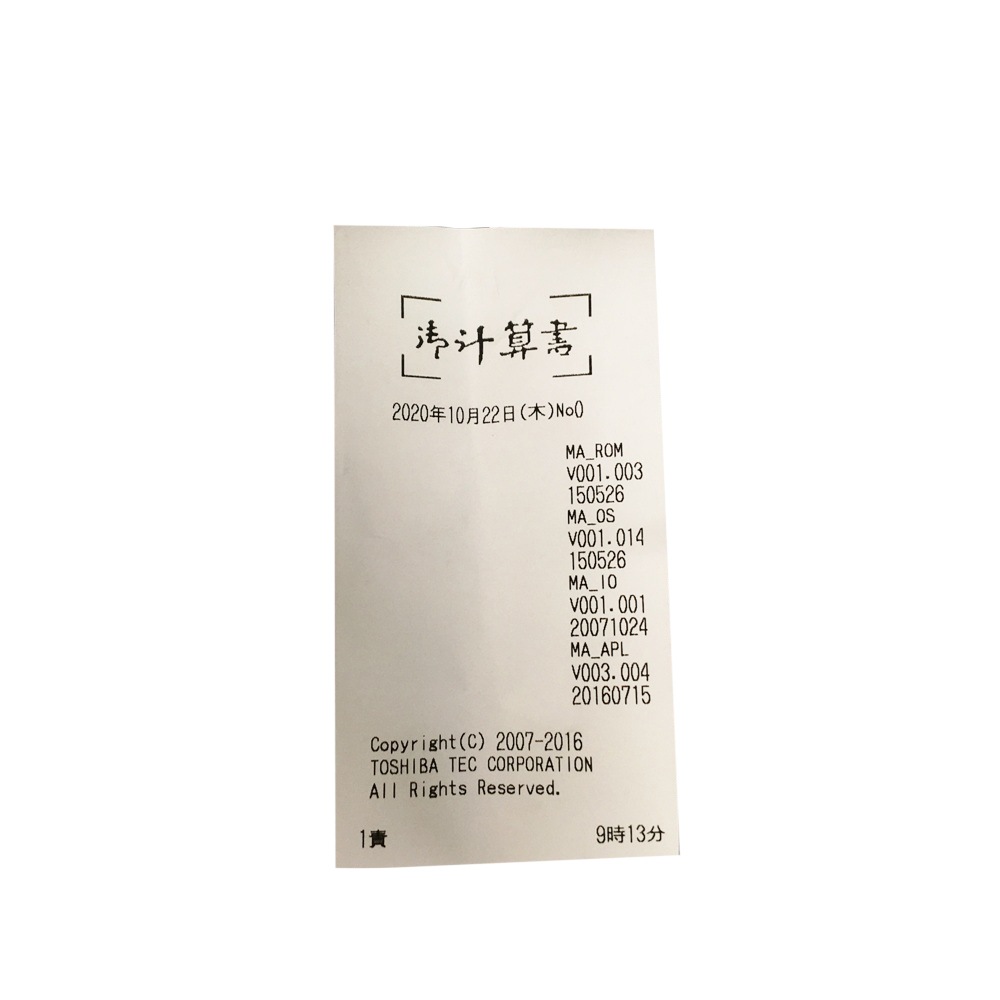 御計算書
2020年10月22日(木)No0
MA_ROM
V001.003
150526
MA_OS
V001.014
150526
MA_IO
V001.001
20071024
MA_APL
V003.004
20160715
Copyright(C) 2007-2016
TOSHIBA TEC CORPORATION
All Rights Reserved.
1責 9時13分